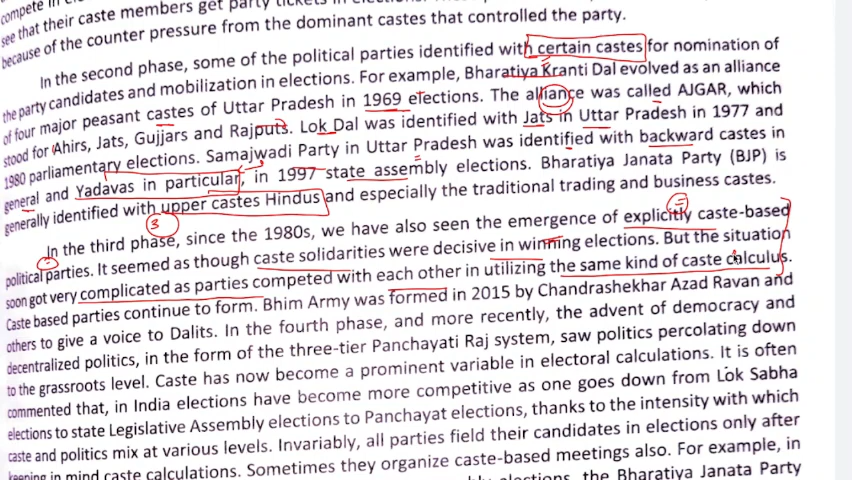 compete in
see that their caste members get party tickets in
because of the counter pressure from the dominant castes that controlled the party.
In the second phase, some of the political parties identified with certain castes for nomination of
the party candidates and mobilization in elections. For example, Bharatiya Kranti Dal evolved as an alliance
of four major peasant castes of Uttar Pradesh in 1969 elections. The alliance was called AJGAR, which
stood for Ahirs, Jats, Gujjars and Rajputs. Lok Dal was identified with Jats in Uttar Pradesh in 1977 and
1980 parliamentary elections. Samajwadi Party in Uttar Pradesh was identified with backward castes in
general and Yadavas in particular, in 1997 state assembly elections. Bharatiya Janata Party (BJP) is
generally identified with upper castes Hindus and especially the traditional trading and business castes.
3
In the third phase, since the 1980s, we have also seen the emergence of explicitly caste-based
political parties. It seemed as though caste solidarities were decisive in winning elections. But the situation
soon got very complicated as parties competed with each other in utilizing the same kind of caste calculus.
Caste based parties continue to form. Bhim Army was formed in 2015 by Chandrashekhar Azad Ravan and
others to give a voice to Dalits. In the fourth phase, and more recently, the advent of democracy and
decentralized politics, in the form of the three-tier Panchayati Raj system, saw politics percolating down
to the grassroots level. Caste has now become a prominent variable in electoral calculations. It is often
commented that, in India elections have become more competitive as one goes down from Lok Sabha
elections to state Legislative Assembly elections to Panchayat elections, thanks to the intensity with which
caste and politics mix at various levels. Invariably, all parties field their candidates in elections only after
keeping in mind caste calculations. Sometimes they organize caste-based meetings also. For example, in
elections, the Bharatiya Janata Party